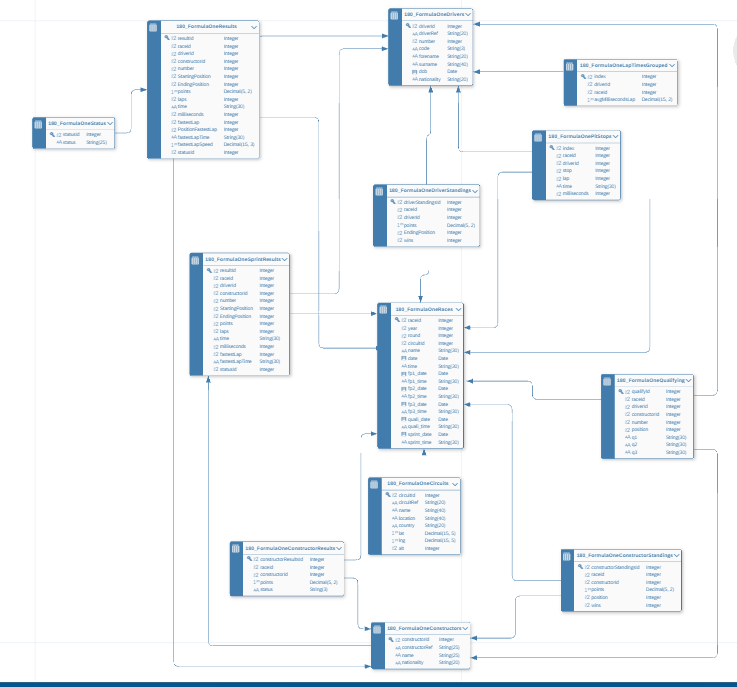 180_FormulaOneResults
resultId Integer
raceId Integer
driverId Integer
constructorId Integer
number Integer
StartingPosition Integer
EndingPosition Integer
points Decimal(5, 2)
laps Integer
time String(30)
milliseconds Integer
fastestLap Integer
PositionFastestLap Integer
fastestLapTime String(30)
fastestLapSpeed Decimal(15, 3)
statusId Integer
180_FormulaOneDrivers
driverId Integer
driverRef String(20)
number Integer
code String(3)
forename String(20)
surname String(40)
dob Date
nationality String(20)
180_FormulaOneLapTimesGrouped
index Integer
driverId Integer
raceId Integer
avgMillisecondsLap Decimal(15, 2)
180_FormulaOneStatus
statusId Integer
status String(25)
180_FormulaOnePitStops
index Integer
raceId Integer
driverId Integer
stop Integer
lap Integer
time String(30)
milliseconds Integer
180_FormulaOneDriverStandings
driverStandingsId Integer
raceId Integer
driverId Integer
points Decimal(5, 2)
EndingPosition Integer
wins Integer
180_FormulaOneSprintResults
resultId Integer
raceId Integer
driverId Integer
constructorId Integer
number Integer
StartingPosition Integer
EndingPosition Integer
points Integer
laps Integer
time String(30)
milliseconds Integer
fastestLap Integer
fastestLapTime String(30)
statusId Integer
180_FormulaOneRaces
raceId Integer
year Integer
round Integer
circuitId Integer
name String(30)
date Date
time String(30)
fp1_date Date
fp1_time String(30)
fp2_date Date
fp2_time String(30)
fp3_date Date
fp3_time String(30)
quali_date Date
quali_time String(30)
sprint_date Date
sprint_time String(30)
180_FormulaOneQualifying
qualifyId Integer
raceId Integer
driverId Integer
constructorId Integer
number Integer
position Integer
q1 String(30)
q2 String(30)
q3 String(30)
180_FormulaOneCircuits
circuitId Integer
circuitRef String(20)
name String(40)
location String(40)
country String(20)
lat Decimal(15, 5)
lng Decimal(15, 5)
alt Integer
180_FormulaOneConstructorResults
constructorResultsId Integer
raceId Integer
constructorId Integer
points Decimal(5, 2)
status String(3)
180_FormulaOneConstructorStandings
constructorStandingsId Integer
raceId Integer
constructorId Integer
points Decimal(5, 2)
position Integer
wins Integer
180_FormulaOneConstructors
constructorId Integer
constructorRef String(25)
name String(25)
nationality String(20)